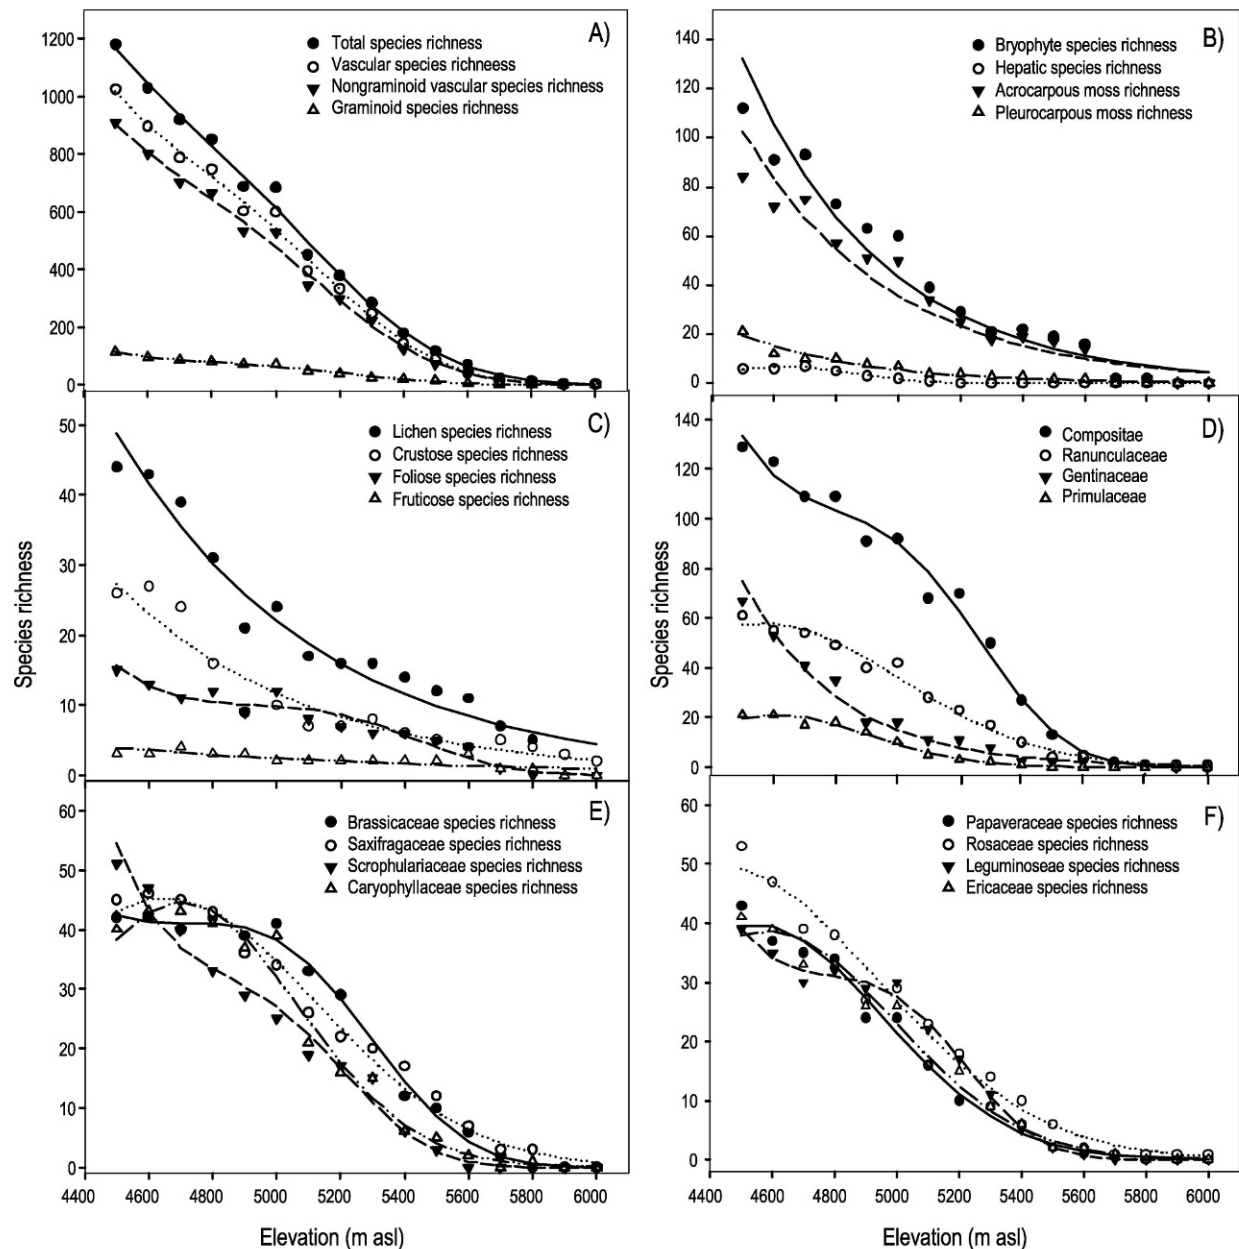 A)
Total species richness
Vascular species richneess
Nongraminoid vascular species richness
Graminoid species richness
1200
1000
800
600
400
200
0
B)
Bryophyte species richness
Hepatic species richness
Acrocarpous moss richness
Pleurocarpous moss richness
140
120
100
80
60
40
20
0
C)
Lichen species richness
Crustose species richness
Foliose species richness
Fruticose species richness
50
40
30
20
10
0
Species richness
D)
Compositae
Ranunculaceae
Gentinaceae
Primulaceae
140
120
100
80
60
40
20
0
Species richness
E)
Brassicaceae species richness
Saxifragaceae species richness
Scrophulariaceae species richness
Caryophyllaceae species richness
60
50
40
30
20
10
0
4400 4600 4800 5000 5200 5400 5600 5800 6000
Elevation (m asl)
F)
Papaveraceae species richness
Rosaceae species richness
Leguminoseae species richness
Ericaceae species richness
60
50
40
30
20
10
0
4400 4600 4800 5000 5200 5400 5600 5800 6000
Elevation (m asl)